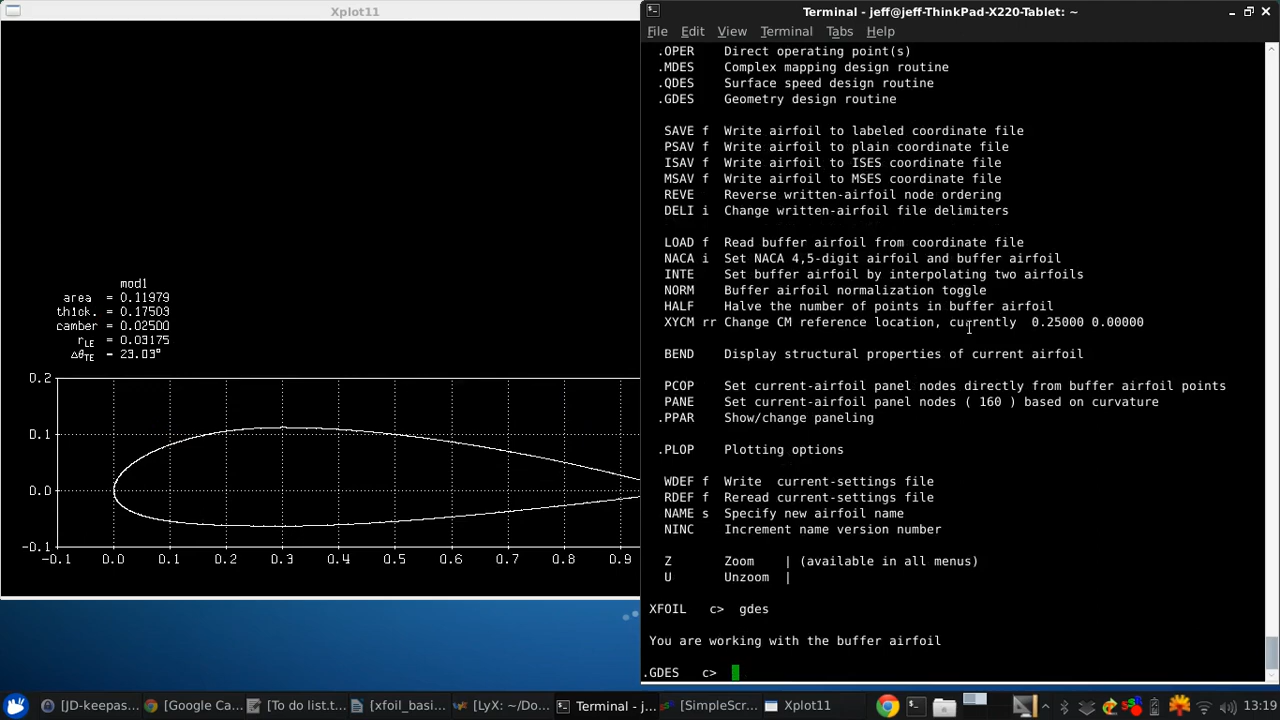 Xplot11
Terminal - jeff@jeff-ThinkPad-X220-Tablet: ~
File Edit View Terminal Tabs Help
.OPER Direct operating point(s)
.MDES Complex mapping design routine
.QDES Surface speed design routine
.GDES Geometry design routine
SAVE f Write airfoil to labeled coordinate file
PSAV f Write airfoil to plain coordinate file
ISAV f Write airfoil to ISES coordinate file
MSAV f Write airfoil to MSES coordinate file
REVE Reverse written-airfoil node ordering
DELI i Change written-airfoil file delimiters
LOAD f Read buffer airfoil from coordinate file
NACA i Set NACA 4,5-digit airfoil and buffer airfoil
INTE Set buffer airfoil by interpolating two airfoils
NORM Buffer airfoil normalization toggle
HALF Halve the number of points in buffer airfoil
XYCM rr Change CM reference location, currently 0.25000 0.00000
BEND Display structural properties of current airfoil
PCOP Set current-airfoil panel nodes directly from buffer airfoil points
PANE Set current-airfoil panel nodes ( 160 ) based on curvature
.PPAR Show/change paneling
.PLOP Plotting options
WDEF f Write current-settings file
RDEF f Reread current-settings file
NAME s Specify new airfoil name
NINC Increment name version number
Z Zoom | (available in all menus)
U Unzoom |
XFOIL c> gdes
You are working with the buffer airfoil
.GDES c>
mod1
area = 0.11979
thick. = 0.17503
camber = 0.02500
rLE = 0.03175
ΔθTE = 23.03°
0.2
0.1
0.0
-0.1
-0.1 0.0 0.1 0.2 0.3 0.4 0.5 0.6 0.7 0.8 0.9
[JD-keepas... [Google Ca... [To do list.t... [xfoil_basi... [LyX: ~/Do... Terminal - j... [SimpleScr... Xplot11 13:19